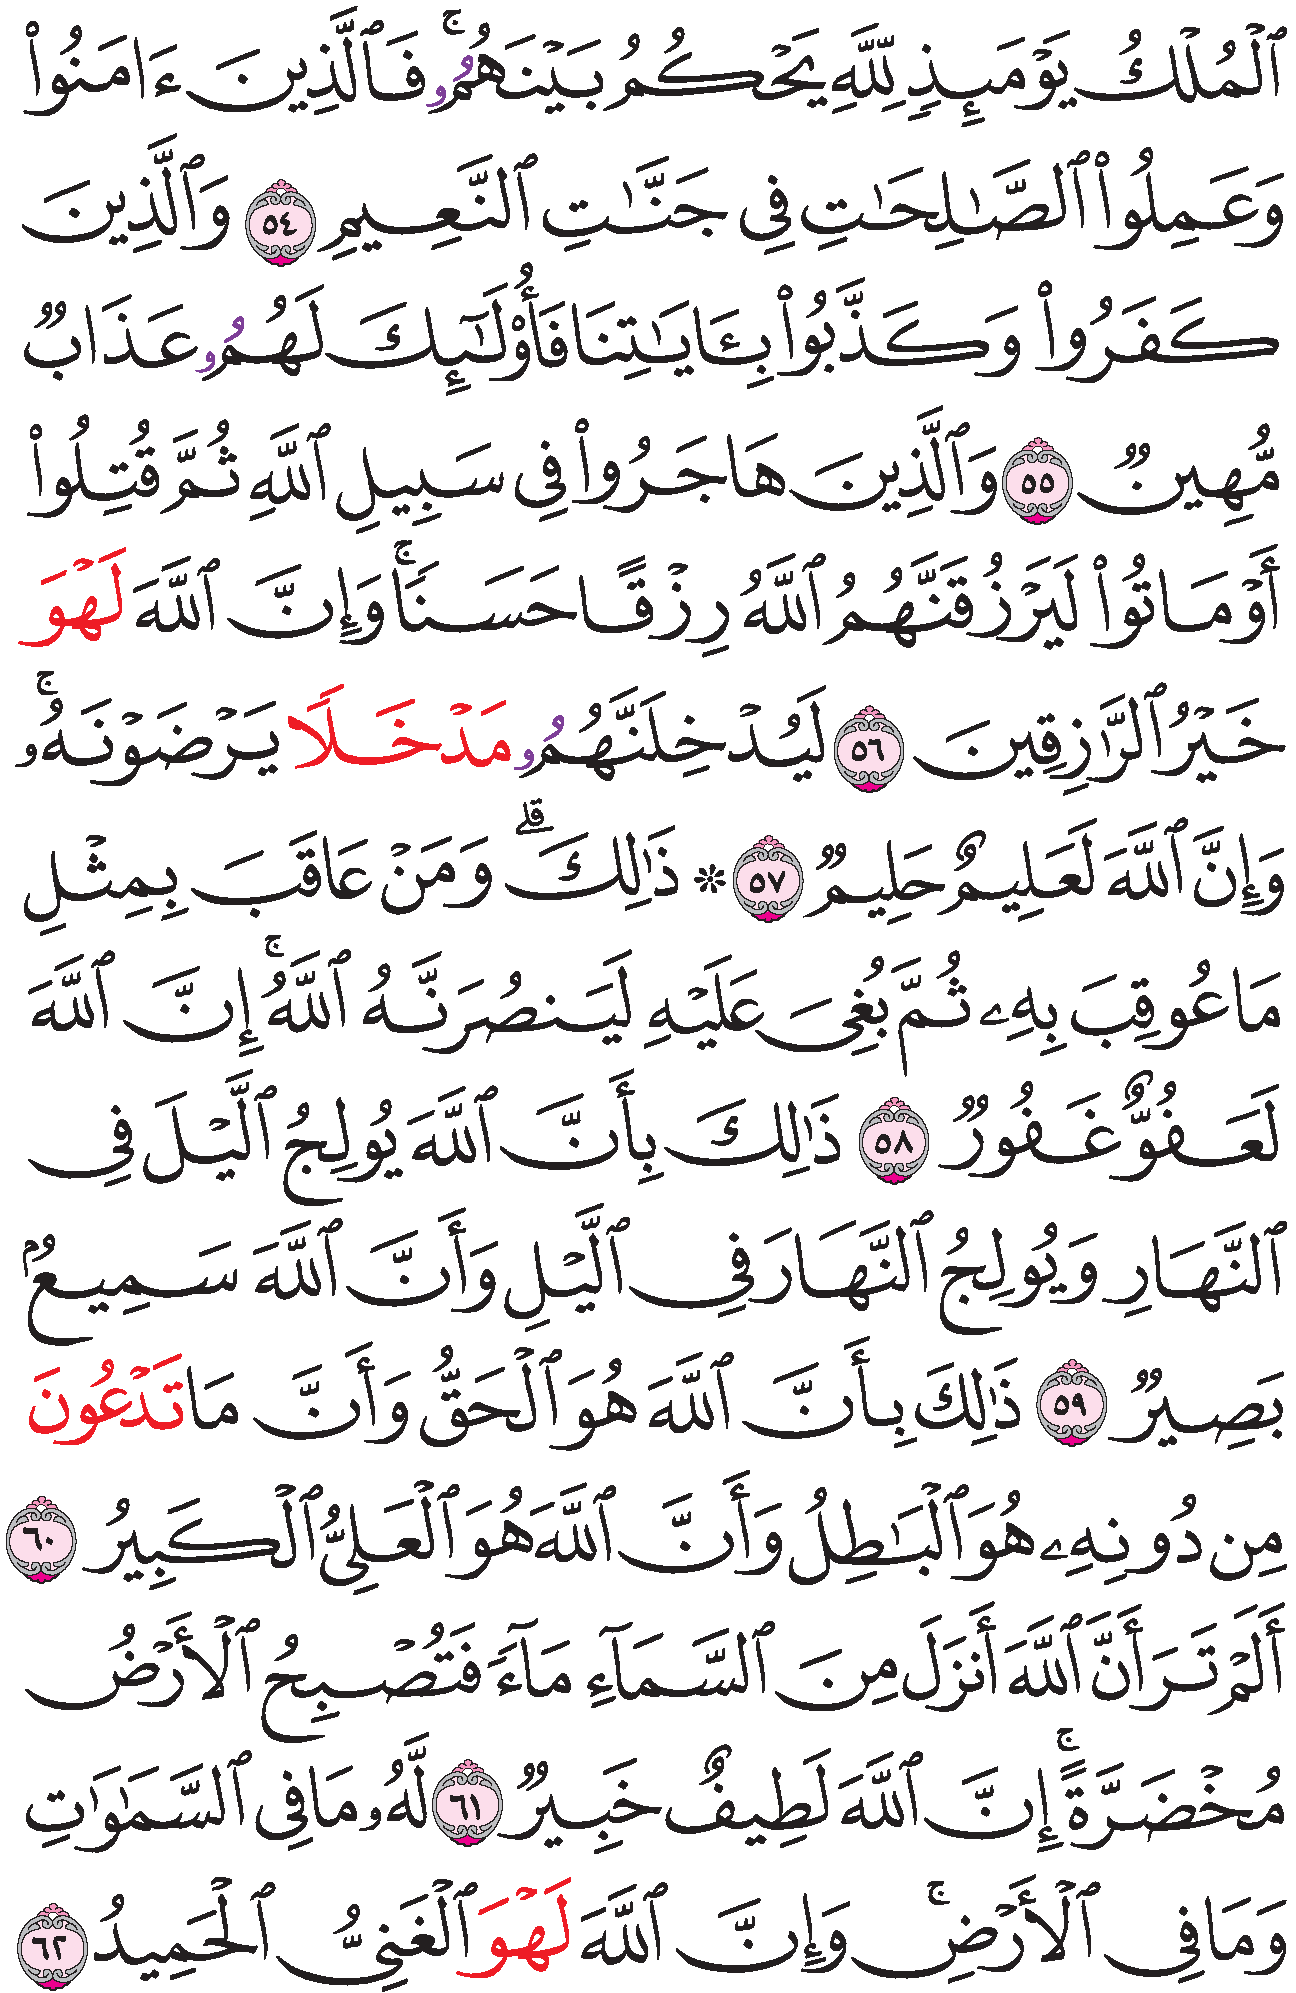 ٱلْمُلْكُ يَوْمَئِذٍ لِلَّهِ يَحْكُمُ بَيْنَهُمُۥ ۚ فَٱلَّذِينَ ءَامَنُوا۟
وَعَمِلُوا۟ ٱلصَّٰلِحَٰتِ فِى جَنَّٰتِ ٱلنَّعِيمِ ٥٤ وَٱلَّذِينَ
كَفَرُوا۟ وَكَذَّبُوا۟ بِـَٔايَٰتِنَا فَأُو۟لَٰٓئِكَ لَهُمُۥ عَذَابٌ
مُّهِينٌ ٥٥ وَٱلَّذِينَ هَاجَرُوا۟ فِى سَبِيلِ ٱللَّهِ ثُمَّ قُتِلُوا۟
أَوْ مَاتُوا۟ لَيَرْزُقَنَّهُمُ ٱللَّهُ رِزْقًا حَسَنًا ۚ وَإِنَّ ٱللَّهَ لَهْوَ
خَيْرُ ٱلرَّٰزِقِينَ ٥٦ لَيُدْخِلَنَّهُمُۥ مَدْخَلًا يَرْضَوْنَهُۥ ۚ
وَإِنَّ ٱللَّهَ لَعَلِيمٌ حَلِيمٌ ٥٧ ۞ ذَٰلِكَ ۖ وَمَنْ عَاقَبَ بِمِثْلِ
مَا عُوقِبَ بِهِۦ ثُمَّ بُغِىَ عَلَيْهِ لَيَنصُرَنَّهُ ٱللَّهُ ۚ إِنَّ ٱللَّهَ
لَعَفُوٌّ غَفُورٌ ٥٨ ذَٰلِكَ بِأَنَّ ٱللَّهَ يُولِجُ ٱلَّيْلَ فِى
ٱلنَّهَارِ وَيُولِجُ ٱلنَّهَارَ فِى ٱلَّيْلِ وَأَنَّ ٱللَّهَ سَمِيعٌۢ
بَصِيرٌ ٥٩ ذَٰلِكَ بِأَنَّ ٱللَّهَ هُوَ ٱلْحَقُّ وَأَنَّ مَا تَدْعُونَ
مِن دُونِهِۦ هُوَ ٱلْبَٰطِلُ وَأَنَّ ٱللَّهَ هُوَ ٱلْعَلِىُّ ٱلْكَبِيرُ ٦٠
أَلَمْ تَرَ أَنَّ ٱللَّهَ أَنزَلَ مِنَ ٱلسَّمَآءِ مَآءً فَتُصْبِحُ ٱلْأَرْضُ
مُخْضَرَّةً ۚ إِنَّ ٱللَّهَ لَطِيفٌ خَبِيرٌ ٦١ لَهُۥ مَا فِى ٱلسَّمَٰوَٰتِ
وَمَا فِى ٱلْأَرْضِ ۚ وَإِنَّ ٱللَّهَ لَهْوَ ٱلْغَنِىُّ ٱلْحَمِيدُ ٦٢